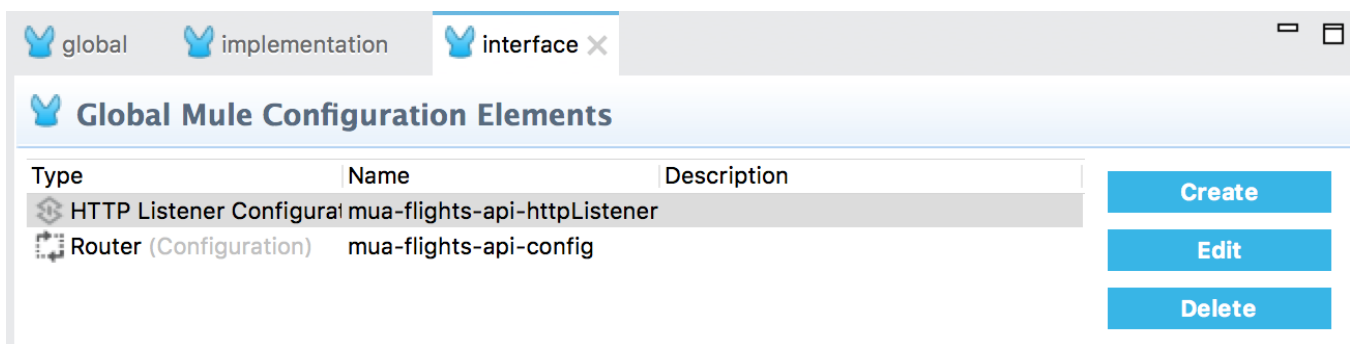 global implementation interface
Global Mule Configuration Elements
Type Name Description
HTTP Listener Configurat mua-flights-api-httpListener
Router (Configuration) mua-flights-api-config
Create
Edit
Delete